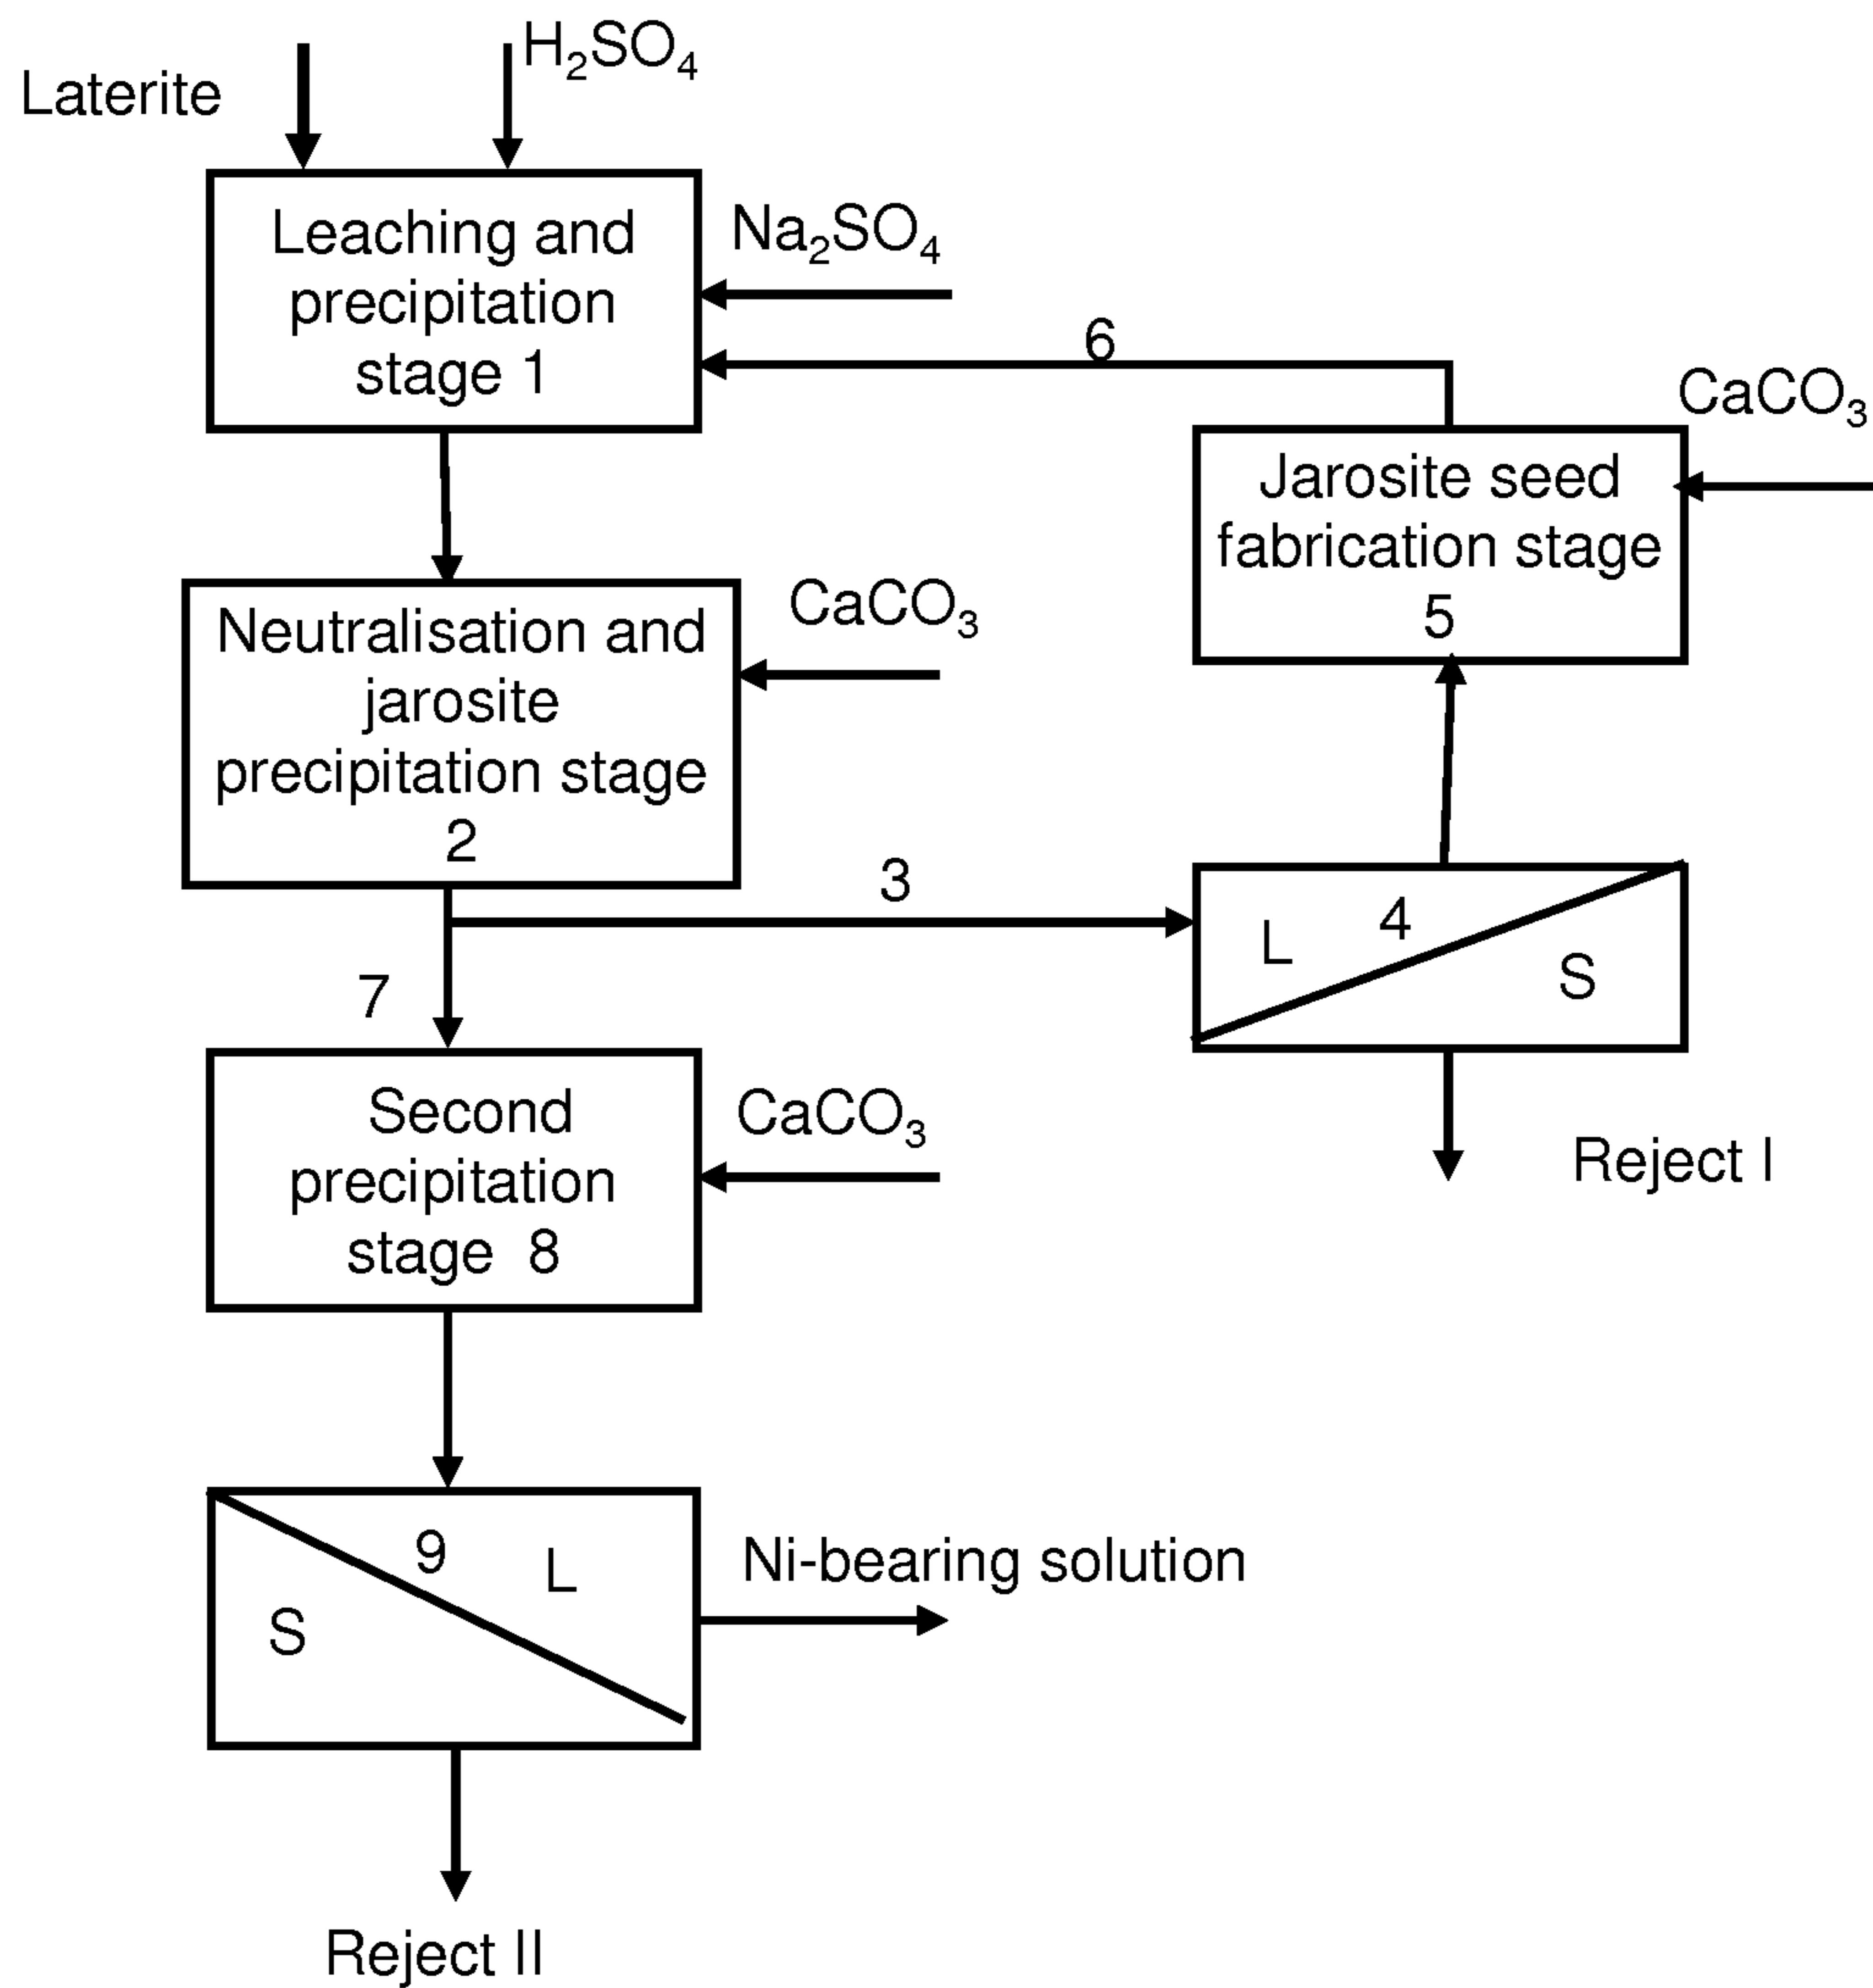 H₂SO₄
Laterite
Leaching and
precipitation
stage 1
Na₂SO₄
6
CaCO₃
Jarosite seed
fabrication stage
5
Neutralisation and
jarosite
precipitation stage
2
CaCO₃
3
L
4
S
7
Reject I
Second
precipitation
stage 8
CaCO₃
9
L
S
Ni-bearing solution
Reject II